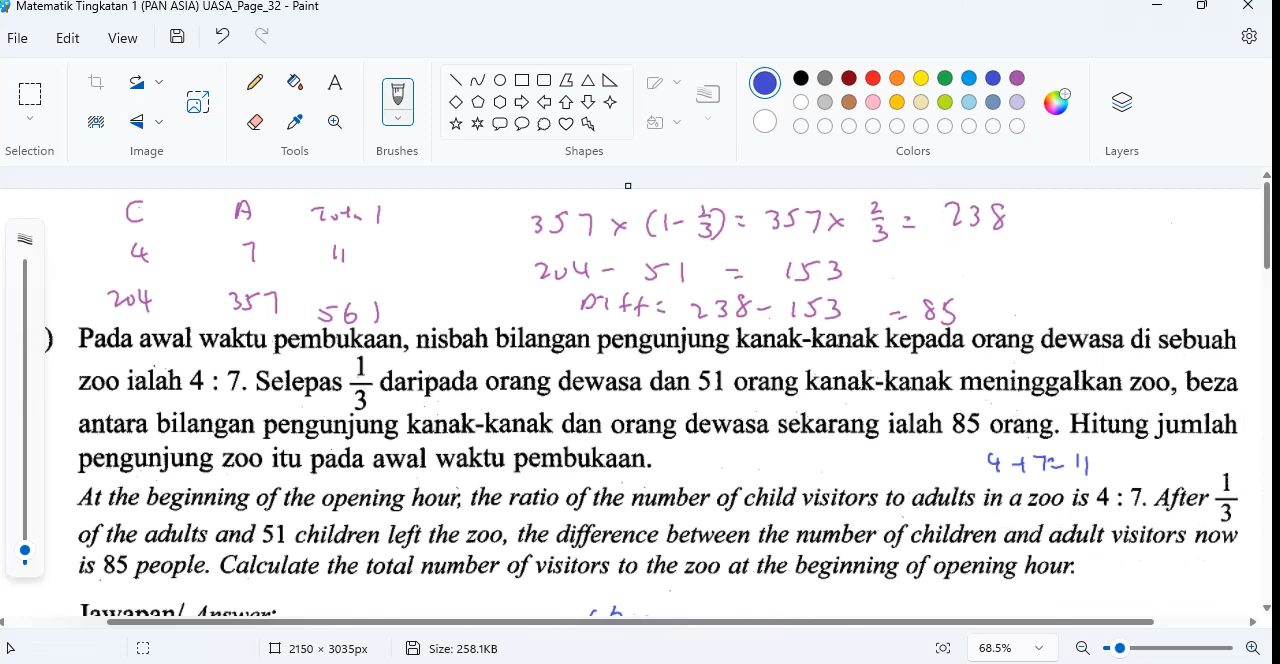 Matematik Tingkatan 1 (PAN ASIA) UASA_Page_32 - Paint
File Edit View
Selection Image Tools Brushes Shapes Colors Layers
C A Total 357 × (1 - 1/3) = 357 × 2/3 = 238
4 7 11 204 - 51 = 153
204 357 561 Diff = 238 - 153 = 85
) Pada awal waktu pembukaan, nisbah bilangan pengunjung kanak-kanak kepada orang dewasa di sebuah
zoo ialah 4 : 7. Selepas 1/3 daripada orang dewasa dan 51 orang kanak-kanak meninggalkan zoo, beza
antara bilangan pengunjung kanak-kanak dan orang dewasa sekarang ialah 85 orang. Hitung jumlah
pengunjung zoo itu pada awal waktu pembukaan.
4 + 7 = 11
At the beginning of the opening hour, the ratio of the number of child visitors to adults in a zoo is 4 : 7. After 1/3
of the adults and 51 children left the zoo, the difference between the number of children and adult visitors now
is 85 people. Calculate the total number of visitors to the zoo at the beginning of opening hour.
Jawapan/ Answer:
2150 × 3035px Size: 258.1KB 68.5%